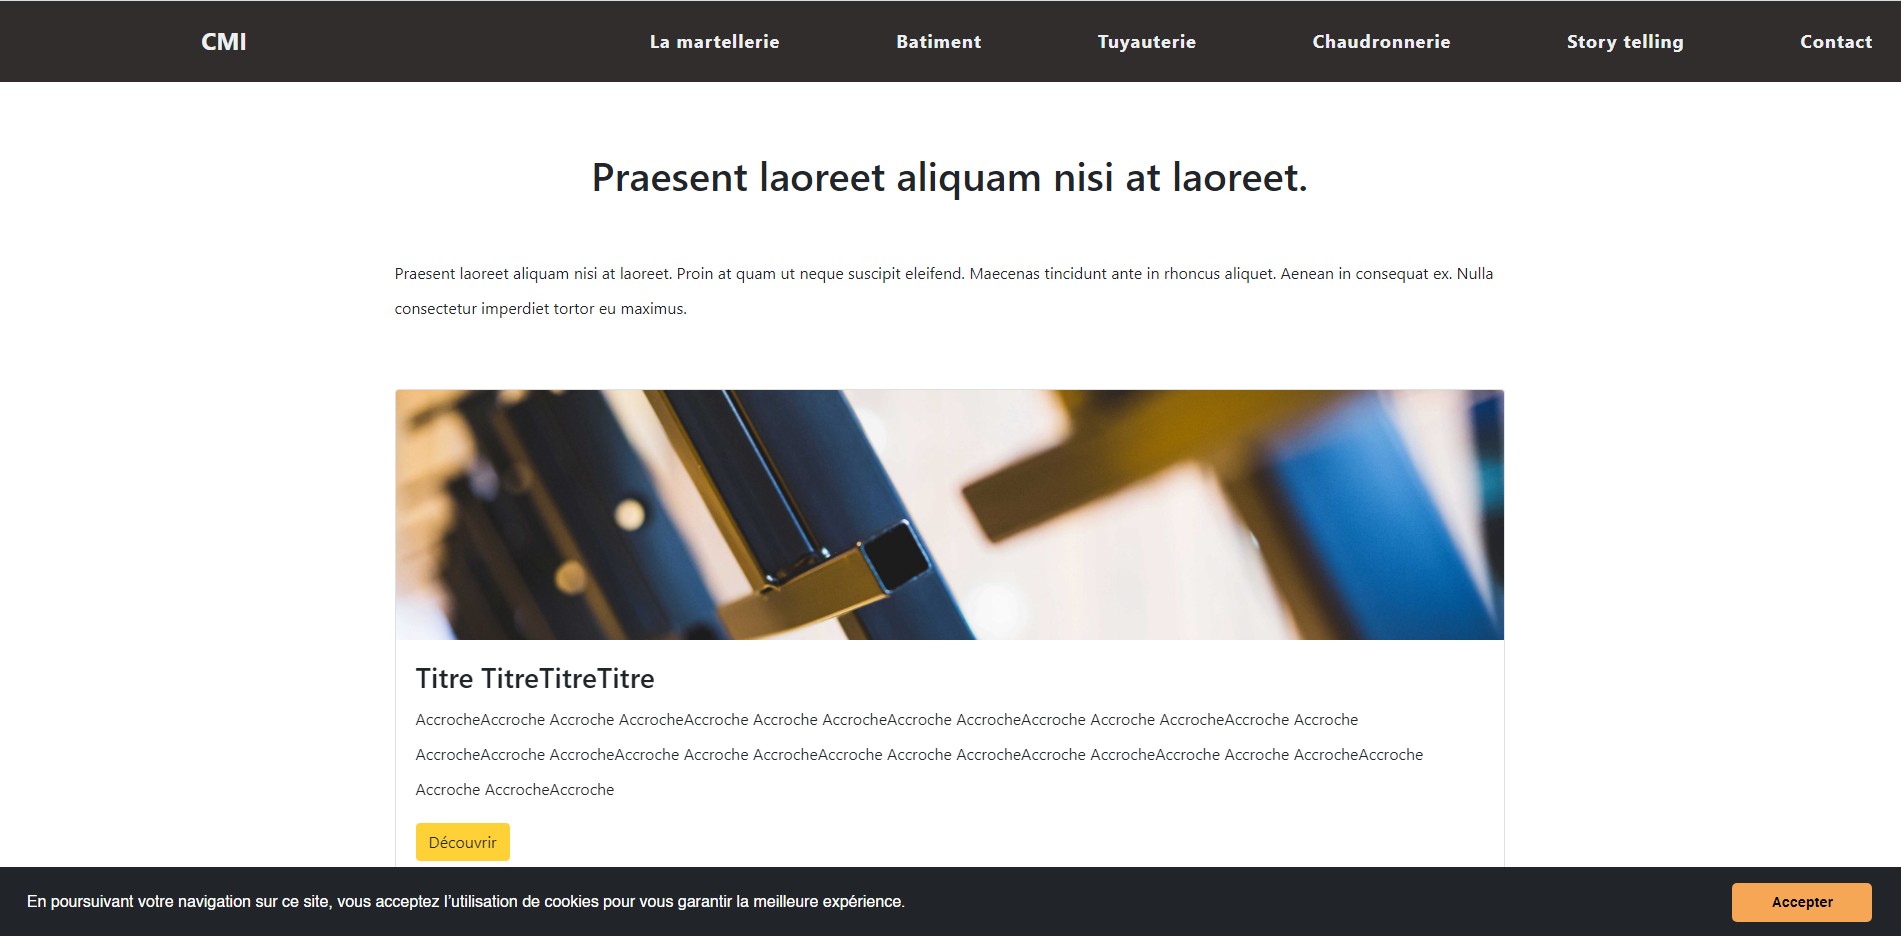 CMI La martellerie Batiment Tuyauterie Chaudronnerie Story telling Contact
Praesent laoreet aliquam nisi at laoreet.
Praesent laoreet aliquam nisi at laoreet. Proin at quam ut neque suscipit eleifend. Maecenas tincidunt ante in rhoncus aliquet. Aenean in consequat ex. Nulla
consectetur imperdiet tortor eu maximus.
Titre TitreTitreTitre
AccrocheAccroche Accroche AccrocheAccroche Accroche AccrocheAccroche AccrocheAccroche Accroche AccrocheAccroche Accroche
AccrocheAccroche AccrocheAccroche Accroche AccrocheAccroche Accroche AccrocheAccroche AccrocheAccroche Accroche AccrocheAccroche
Accroche AccrocheAccroche
Découvrir
En poursuivant votre navigation sur ce site, vous acceptez l’utilisation de cookies pour vous garantir la meilleure expérience. Accepter